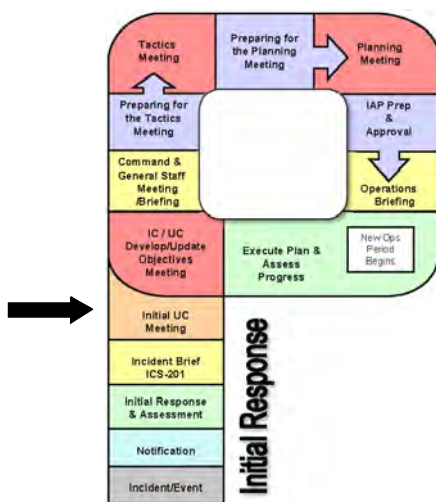 Tactics
Meeting
Preparing for
the Planning
Meeting
Planning
Meeting
Preparing for
the Tactics
Meeting
IAP Prep
&
Approval
Command &
General Staff
Meeting
/Briefing
Operations
Briefing
IC / UC
Develop/Update
Objectives
Meeting
Execute Plan &
Assess
Progress
New Ops
Period
Begins
Initial UC
Meeting
Incident Brief
ICS-201
Initial Response
& Assessment
Notification
Incident/Event
Initial Response